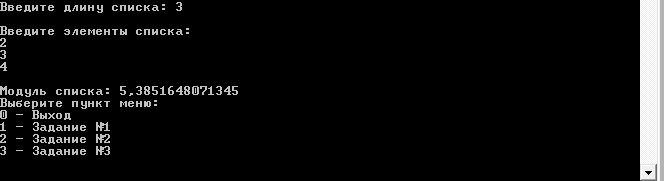 Введите длину списка: 3
Введите элементы списка:
2
3
4
Модуль списка: 5,3851648071345
Выберите пункт меню:
0 - Выход
1 - Задание №1
2 - Задание №2
3 - Задание №3